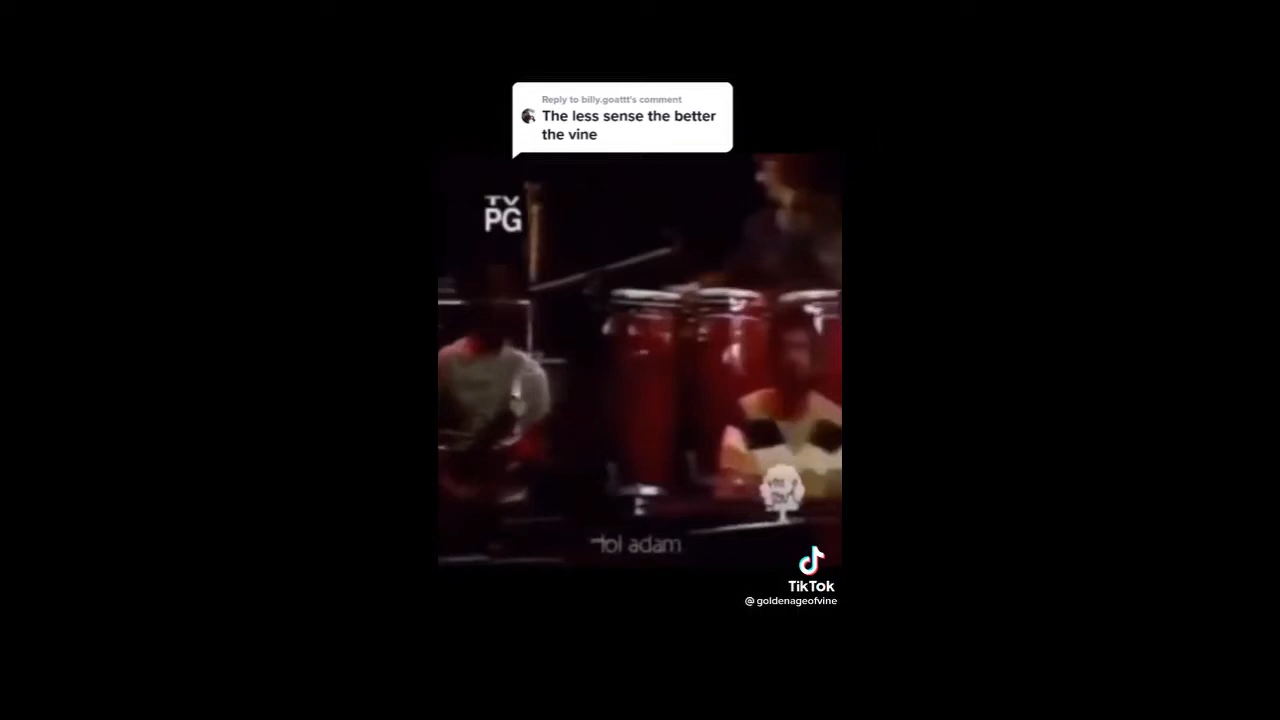 Reply to billy.goattt's comment
The less sense the better
the vine
TV
PG
lol adam
TikTok
@goldenageofvine